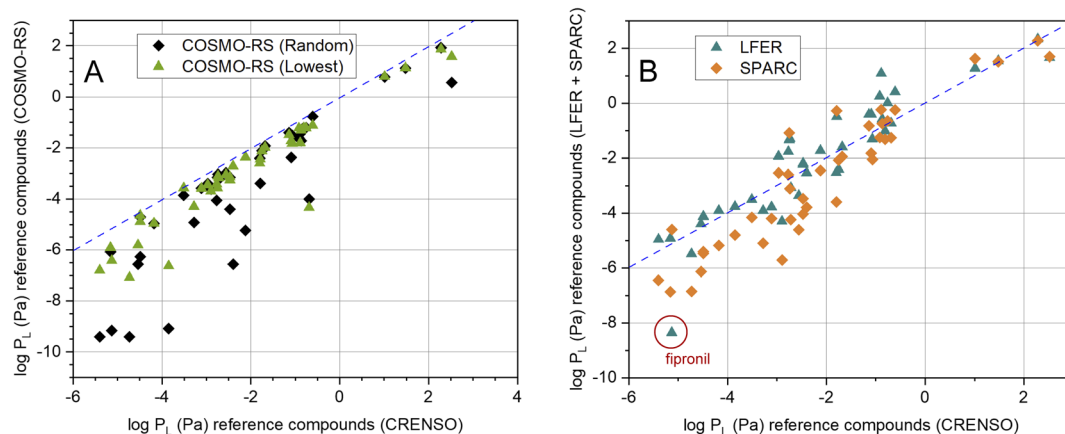 A
COSMO-RS (Random)
COSMO-RS (Lowest)
log P_L (Pa) reference compounds (COSMO-RS)
2
0
-2
-4
-6
-8
-10
-6 -4 -2 0 2 4
log P_L (Pa) reference compounds (CRENSO)
B
LFER
SPARC
log P_L (Pa) reference compounds (LFER + SPARC)
2
0
-2
-4
-6
-8
-10
fipronil
-6 -4 -2 0 2
log P_L (Pa) reference compounds (CRENSO)